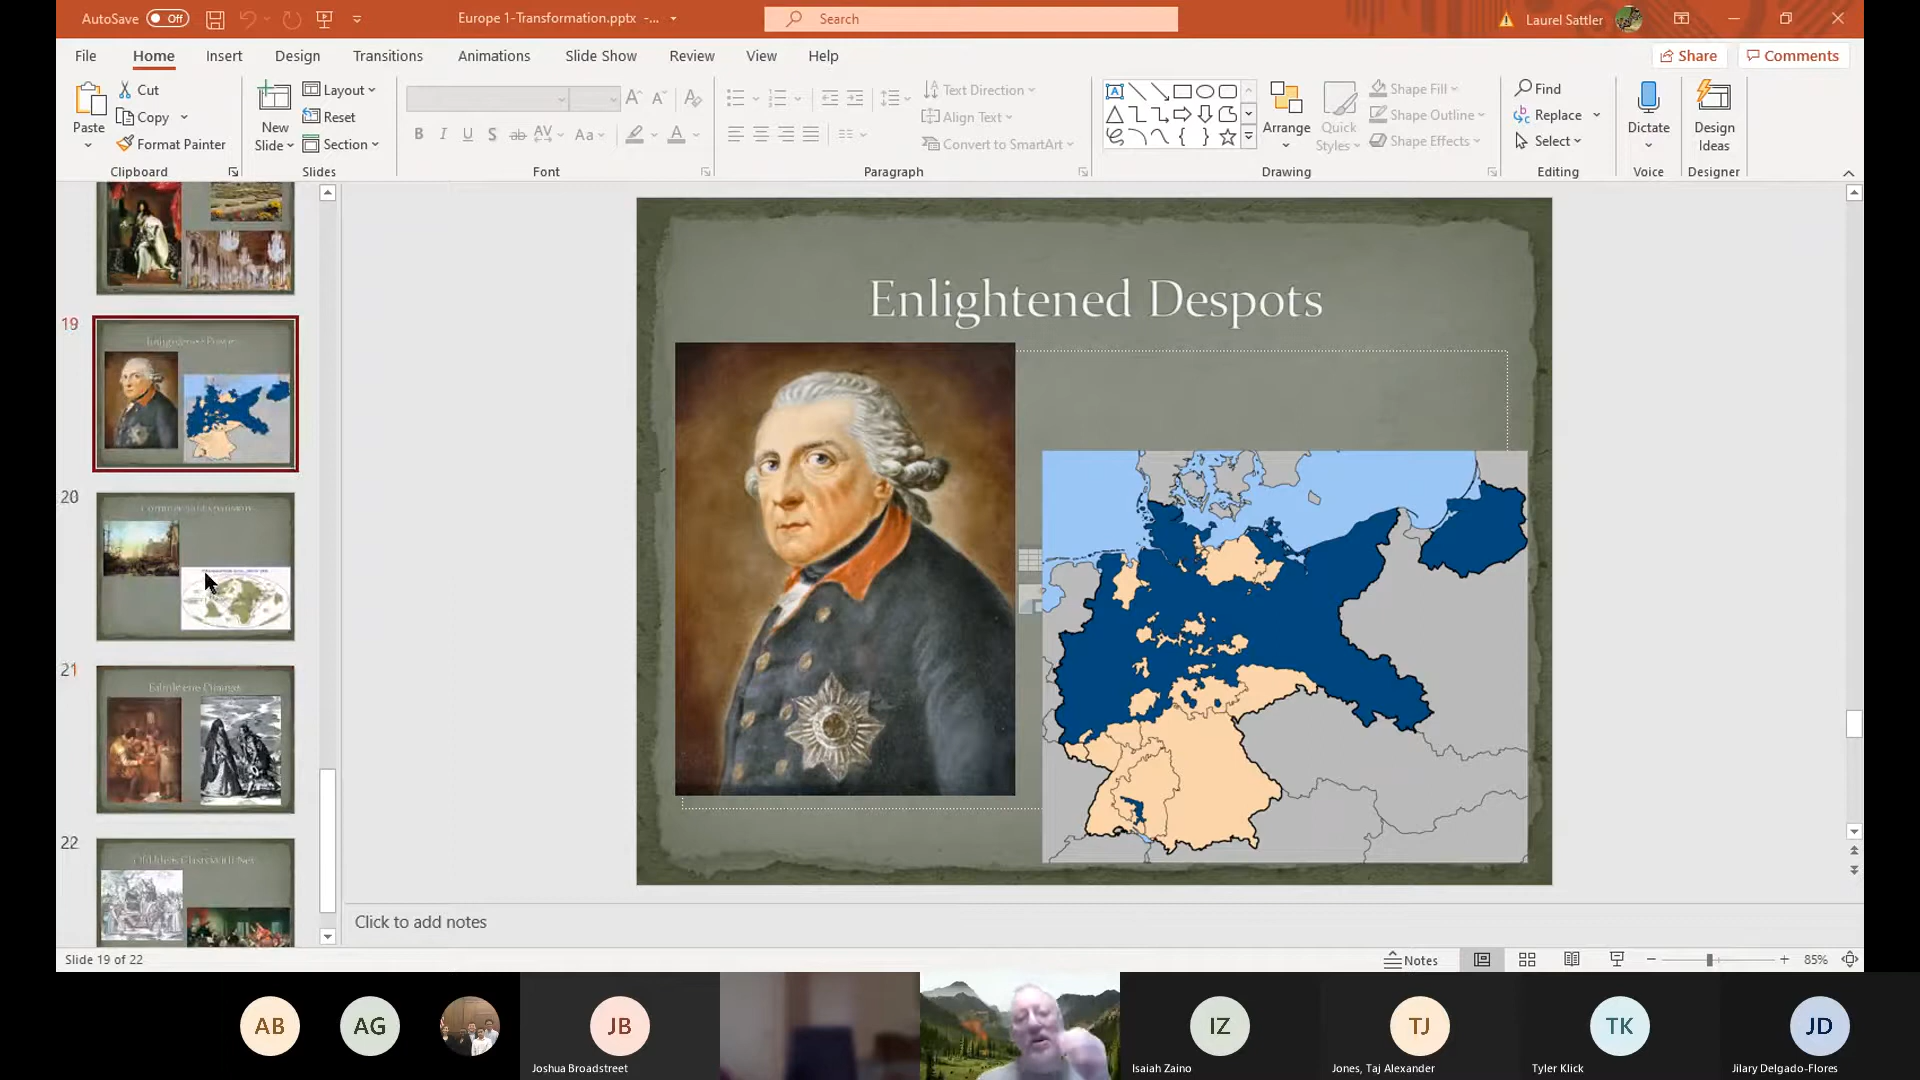 AutoSave Off Europe 1-Transformation.pptx -... Search Laurel Sattler
File Home Insert Design Transitions Animations Slide Show Review View Help Share Comments
Paste Cut Copy Format Painter
New Slide Layout Reset Section
Text Direction Align Text Convert to SmartArt
Arrange Quick Styles Shape Fill Shape Outline Shape Effects
Find Replace Select
Dictate Design Ideas
Clipboard Slides Font Paragraph Drawing Editing Voice Designer
19
20
21
22
Enlightened Despots
Click to add notes
Slide 19 of 22 Notes 85%
AB AG JB IZ TJ TK JD
Joshua Broadstreet Isaiah Zaino Jones, Taj Alexander Tyler Klick Jilary Delgado-Flores